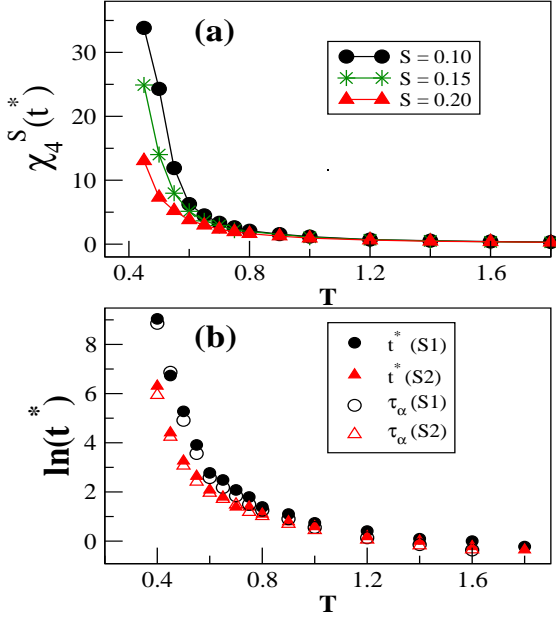 (a)
S = 0.10
S = 0.15
S = 0.20
χ₄ˢ(t*)
30
20
10
0
0.4 0.8 1.2 1.6
T
(b)
t* (S1)
t* (S2)
τα (S1)
τα (S2)
ln(t*)
8
6
4
2
0
0.4 0.8 1.2 1.6
T